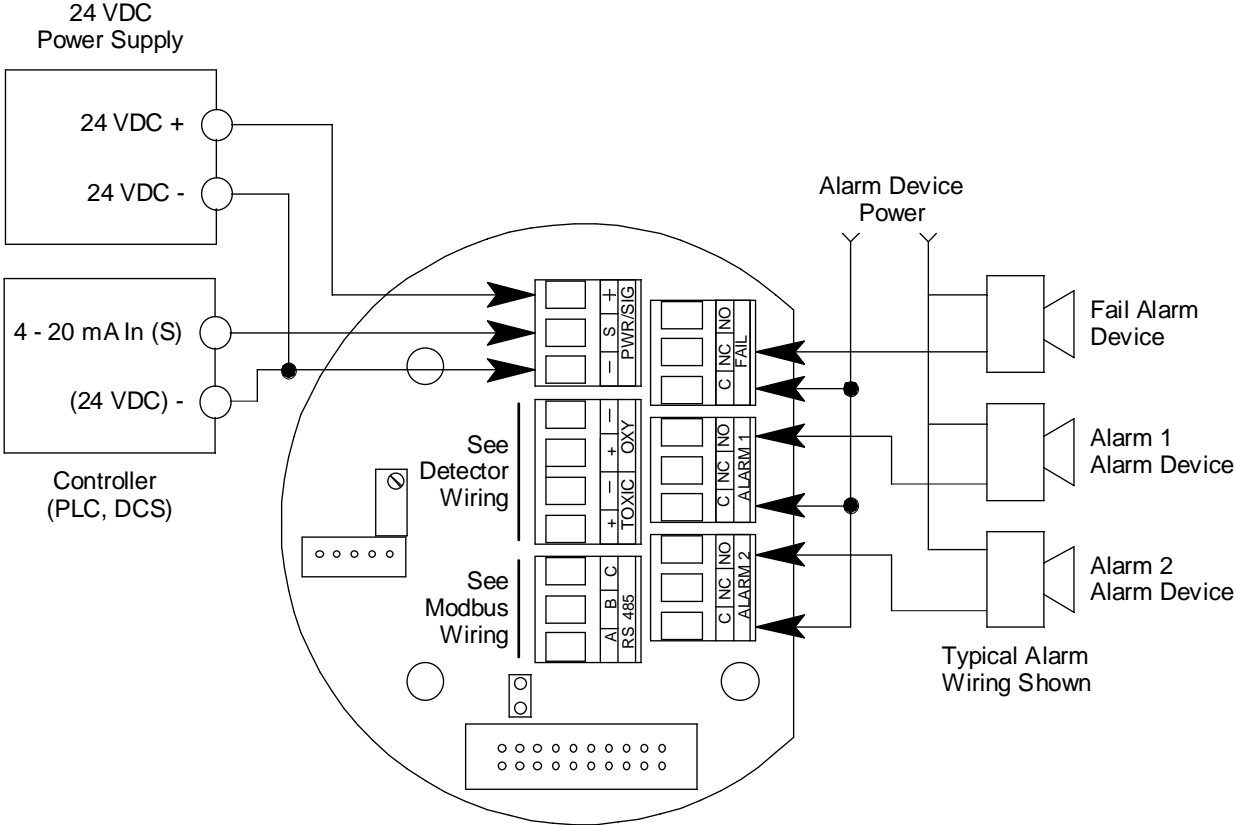 24 VDC
Power Supply
24 VDC +
24 VDC -
4 - 20 mA In (S)
(24 VDC) -
Controller
(PLC, DCS)
Alarm Device
Power
Fail Alarm
Device
Alarm 1
Alarm Device
Alarm 2
Alarm Device
Typical Alarm
Wiring Shown
See
Detector
Wiring
See
Modbus
Wiring
− S +
PWR/SIG
+ − + −
TOXIC OXY
A B C
RS 485
C NC NO
FAIL
C NC NO
ALARM 1
C NC NO
ALARM 2